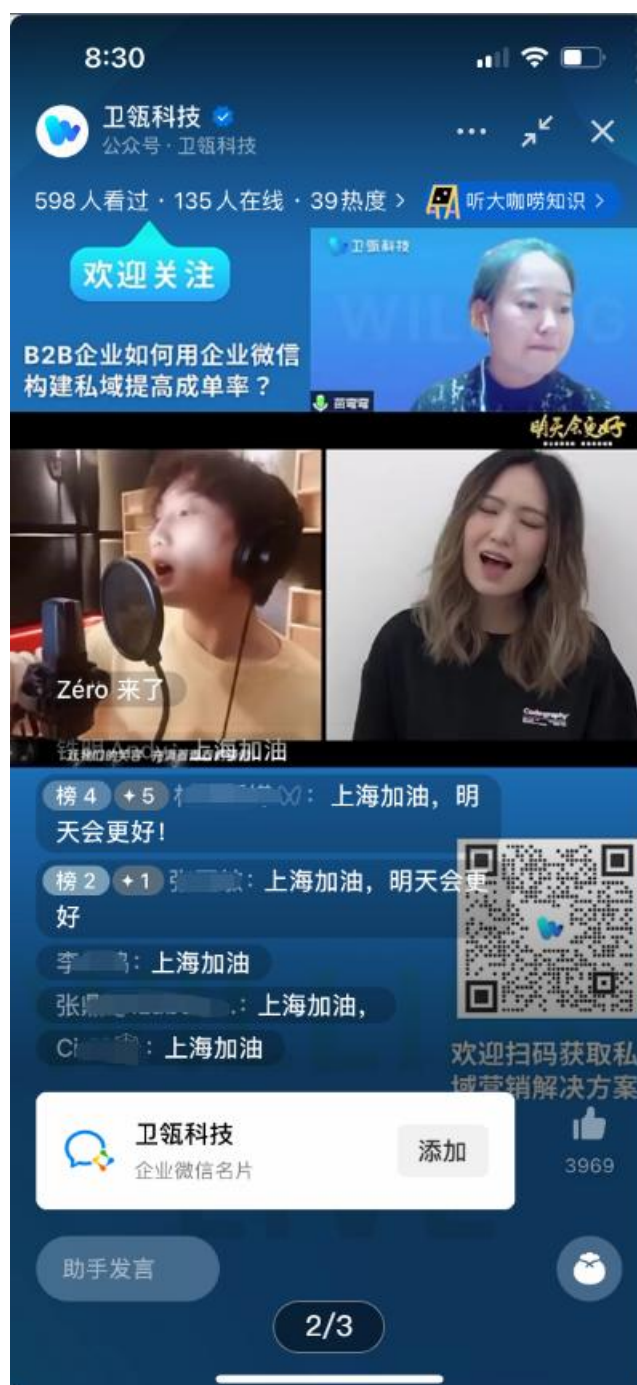 8:30
卫瓴科技
公众号·卫瓴科技
598人看过·135人在线·39热度 >
听大咖唠知识 >
欢迎关注
卫瓴科技
B2B企业如何用企业微信
构建私域提高成单率？
苗弯弯
明天会更好
Zéro 来了
上海加油
榜 4 +5 : 上海加油，明
天会更好！
榜 2 +1 张 : 上海加油，明天会更
好
李 : 上海加油
张 : 上海加油，
Ci : 上海加油
欢迎扫码获取私
域营销解决方案
卫瓴科技
企业微信名片
添加
3969
助手发言
2/3